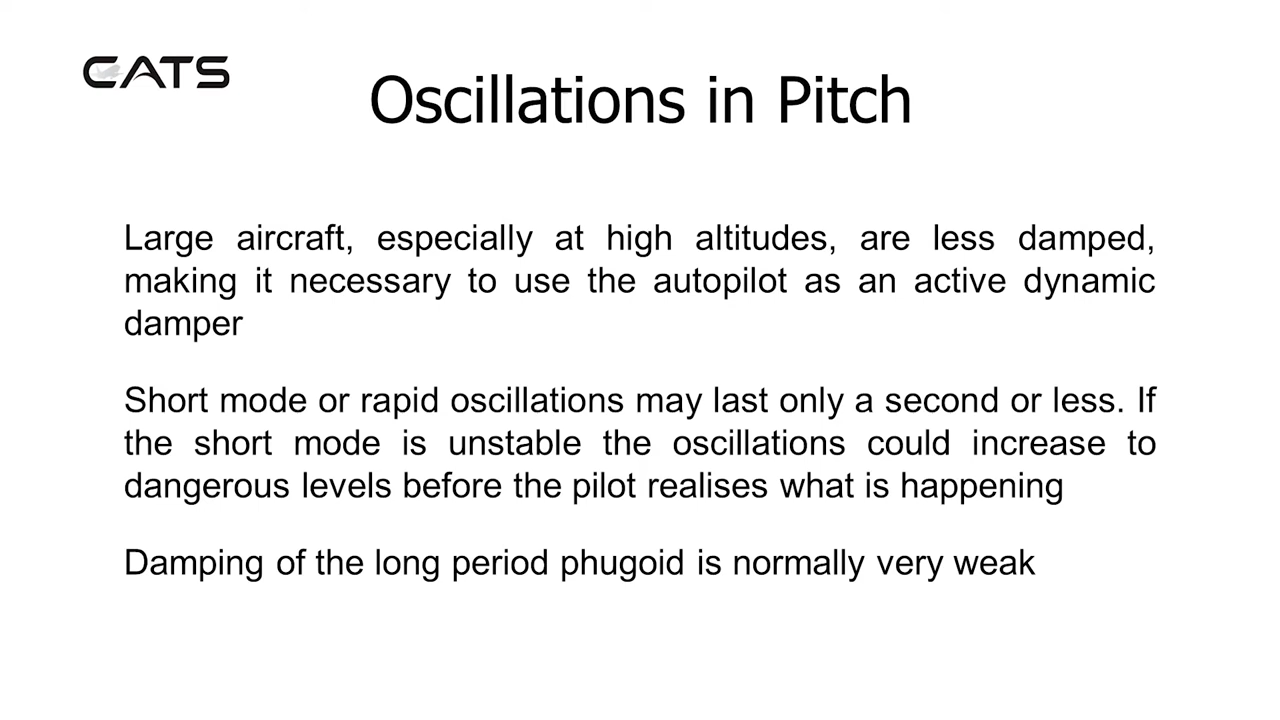 CATS
Oscillations in Pitch
Large aircraft, especially at high altitudes, are less damped,
making it necessary to use the autopilot as an active dynamic
damper
Short mode or rapid oscillations may last only a second or less. If
the short mode is unstable the oscillations could increase to
dangerous levels before the pilot realises what is happening
Damping of the long period phugoid is normally very weak